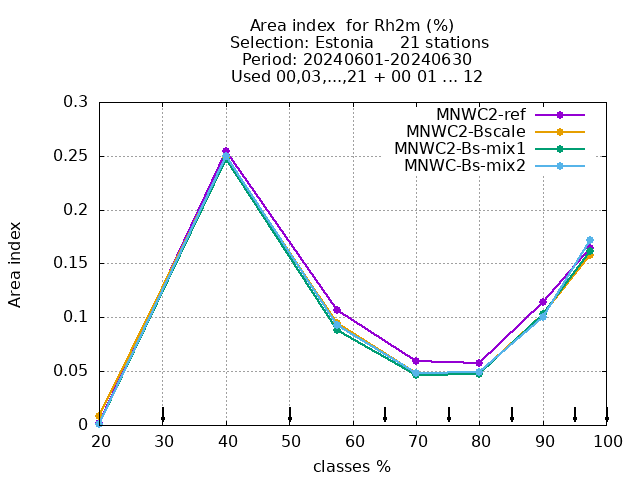 Area index  for Rh2m (%)
Selection: Estonia     21 stations
Period: 20240601-20240630
Used 00,03,...,21 + 00 01 ... 12
MNWC2-ref
MNWC2-Bscale
MNWC2-Bs-mix1
MNWC-Bs-mix2
0.3
0.25
0.2
0.15
0.1
0.05
0
Area index
20 30 40 50 60 70 80 90 100
classes %